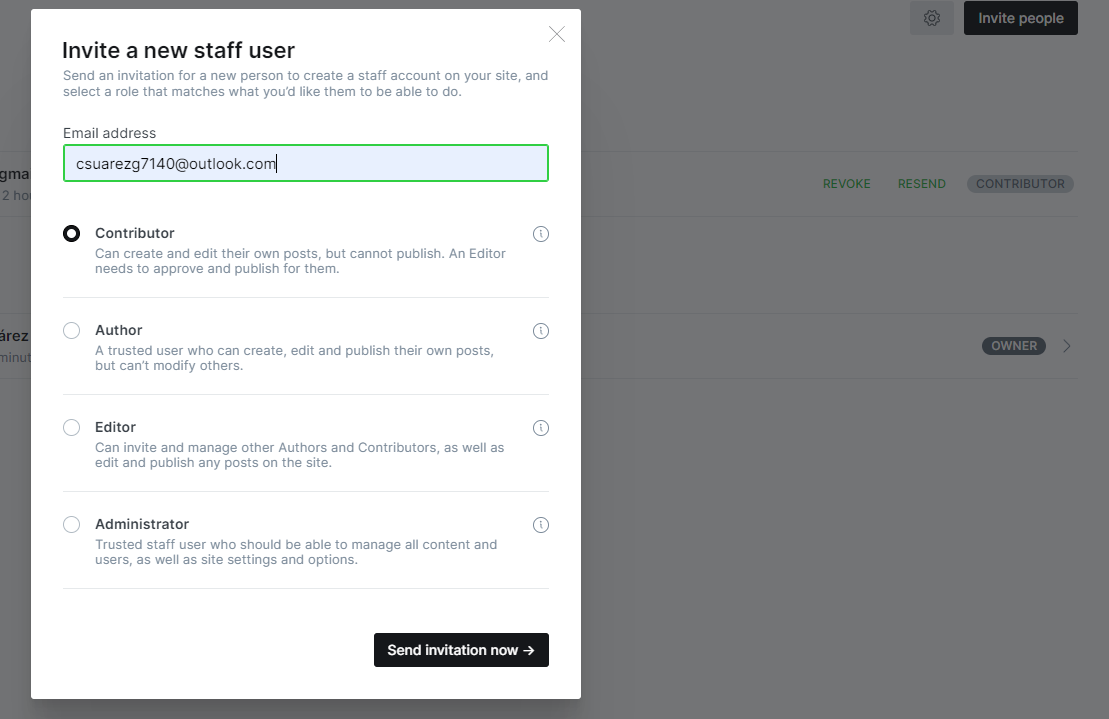 Invite people
Invite a new staff user
Send an invitation for a new person to create a staff account on your site, and
select a role that matches what you'd like them to be able to do.
Email address
csuarezg7140@outlook.com
REVOKE RESEND CONTRIBUTOR
Contributor
Can create and edit their own posts, but cannot publish. An Editor
needs to approve and publish for them.
Author
A trusted user who can create, edit and publish their own posts,
but can't modify others.
OWNER
Editor
Can invite and manage other Authors and Contributors, as well as
edit and publish any posts on the site.
Administrator
Trusted staff user who should be able to manage all content and
users, as well as site settings and options.
Send invitation now →